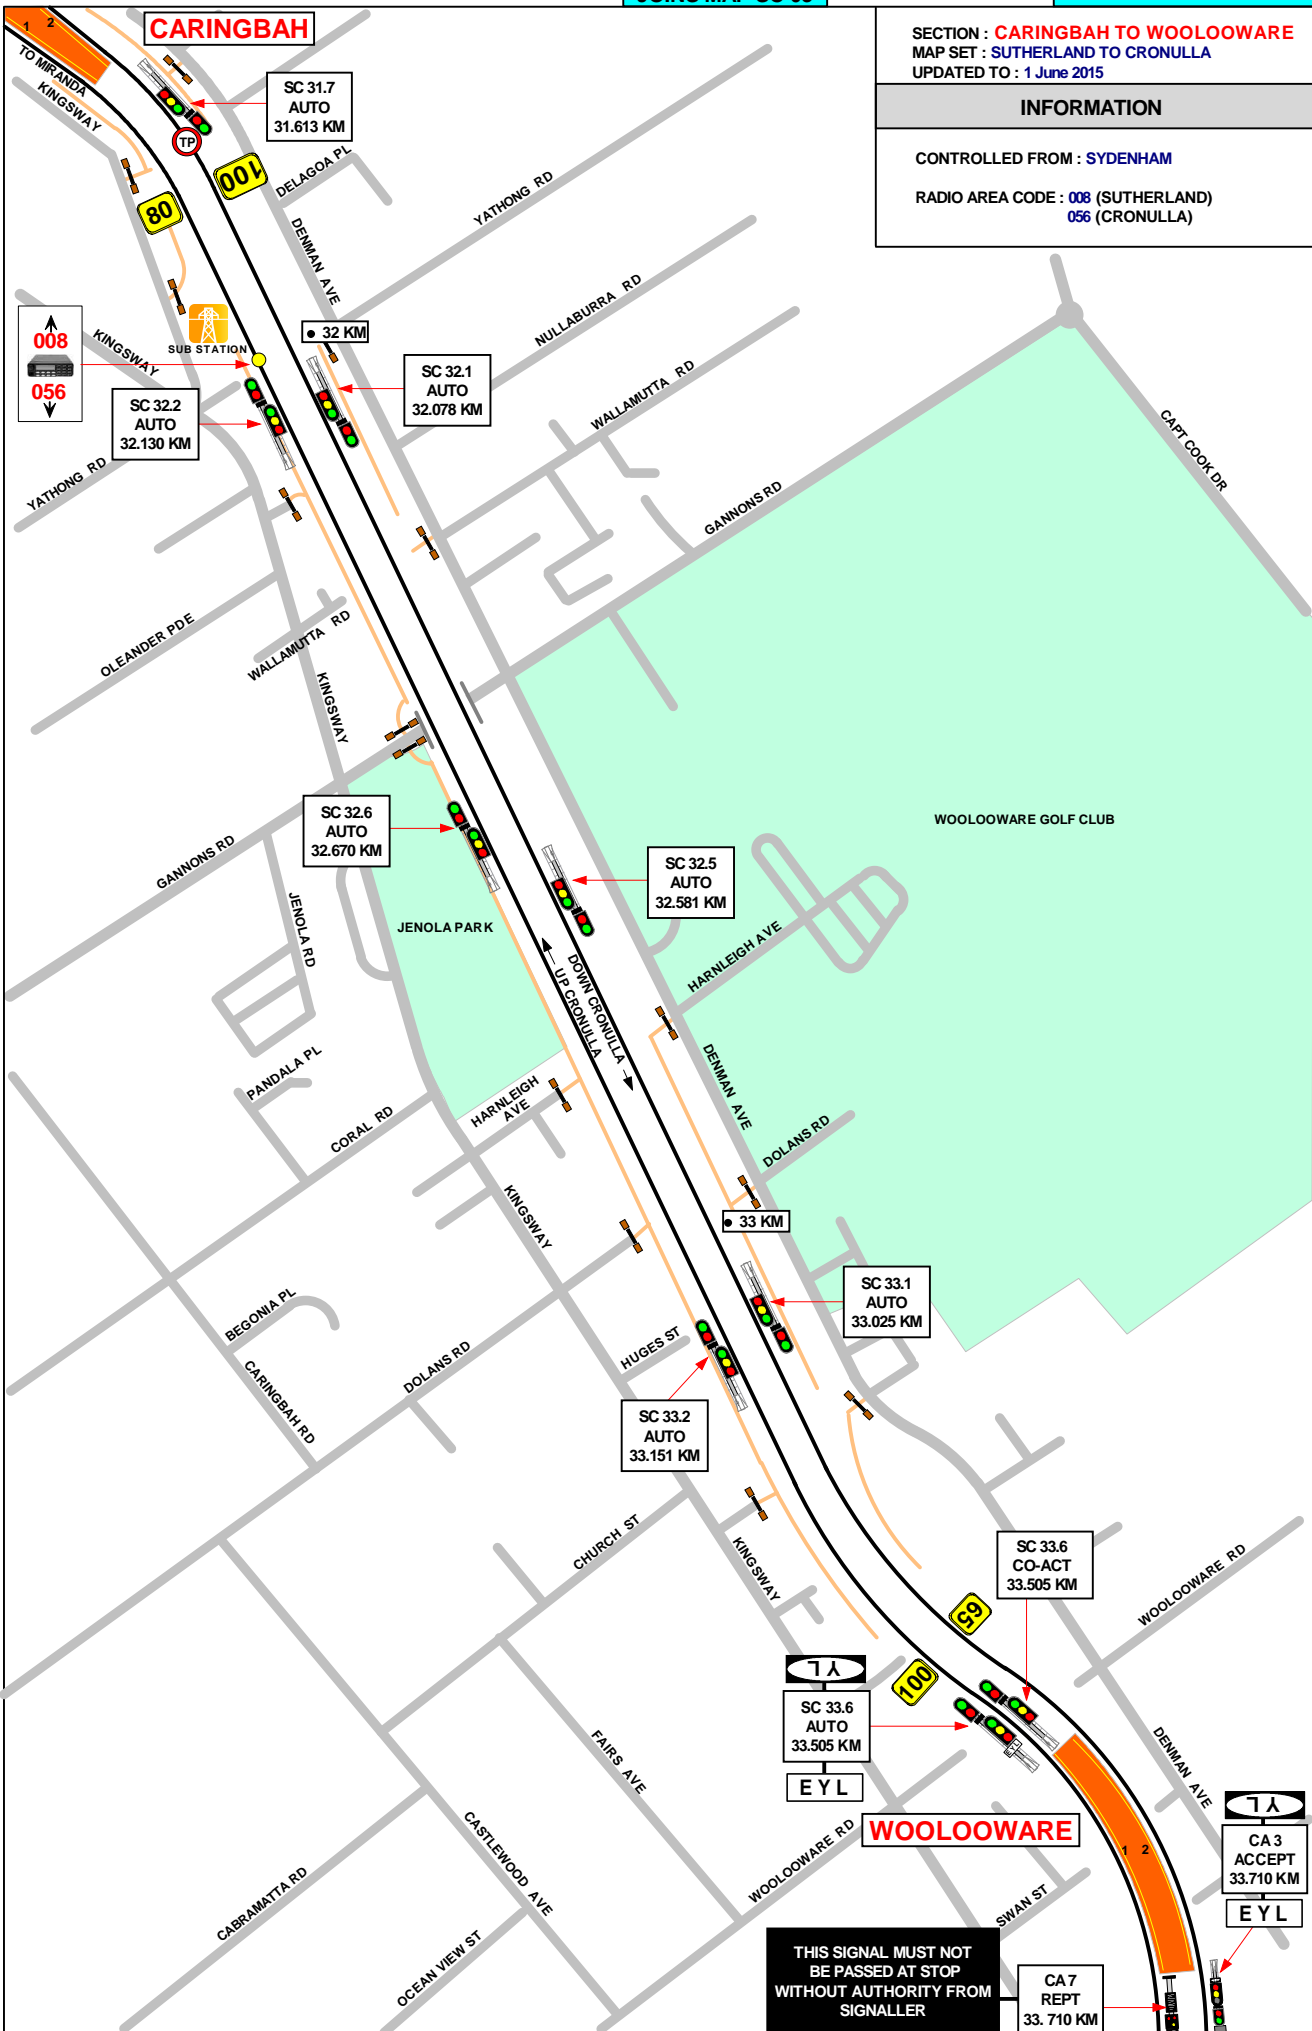 CARINGBAH
SECTION : CARINGBAH TO WOOLOOWARE
MAP SET : SUTHERLAND TO CRONULLA
UPDATED TO : 1 June 2015
INFORMATION
CONTROLLED FROM : SYDENHAM
RADIO AREA CODE : 008 (SUTHERLAND)
056 (CRONULLA)
1 2
TO MIRANDA
KINGSWAY
SC 31.7
AUTO
31.613 KM
TP
100
80
DELAGOA PL
YATHONG RD
DENMAN AVE
NULLABURRA RD
WALLAMUTTA RD
008
056
KINGSWAY
SUB STATION
32 KM
SC 32.1
AUTO
32.078 KM
SC 32.2
AUTO
32.130 KM
YATHONG RD
GANNONS RD
CAPT COOK DR
OLEANDER PDE
WALLAMUTTA RD
KINGSWAY
SC 32.6
AUTO
32.670 KM
GANNONS RD
SC 32.5
AUTO
32.581 KM
WOOLOOWARE GOLF CLUB
JENOLA RD
JENOLA PARK
HARNLEIGH AVE
DOWN CRONULLA
UP CRONULLA
PANDALA PL
CORAL RD
HARNLEIGH
AVE
DENMAN AVE
DOLANS RD
KINGSWAY
33 KM
SC 33.1
AUTO
33.025 KM
BEGONIA PL
CARINGBAH RD
DOLANS RD
HUGES ST
SC 33.2
AUTO
33.151 KM
CHURCH ST
KINGSWAY
SC 33.6
CO-ACT
33.505 KM
WOOLOOWARE RD
65
100
YL
SC 33.6
AUTO
33.505 KM
EYL
FAIRS AVE
DENMAN AVE
WOOLOOWARE
1 2
YL
CA 3
ACCEPT
33.710 KM
EYL
CASTLEWOOD AVE
WOOLOOWARE RD
CABRAMATTA RD
SWAN ST
OCEAN VIEW ST
THIS SIGNAL MUST NOT
BE PASSED AT STOP
WITHOUT AUTHORITY FROM
SIGNALLER
CA 7
REPT
33. 710 KM